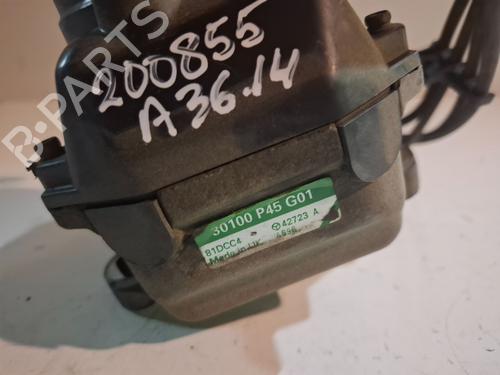 200855
A36.14
B-PARTS
30100 P45 G01
81DCC4 42723 A
Made in UK